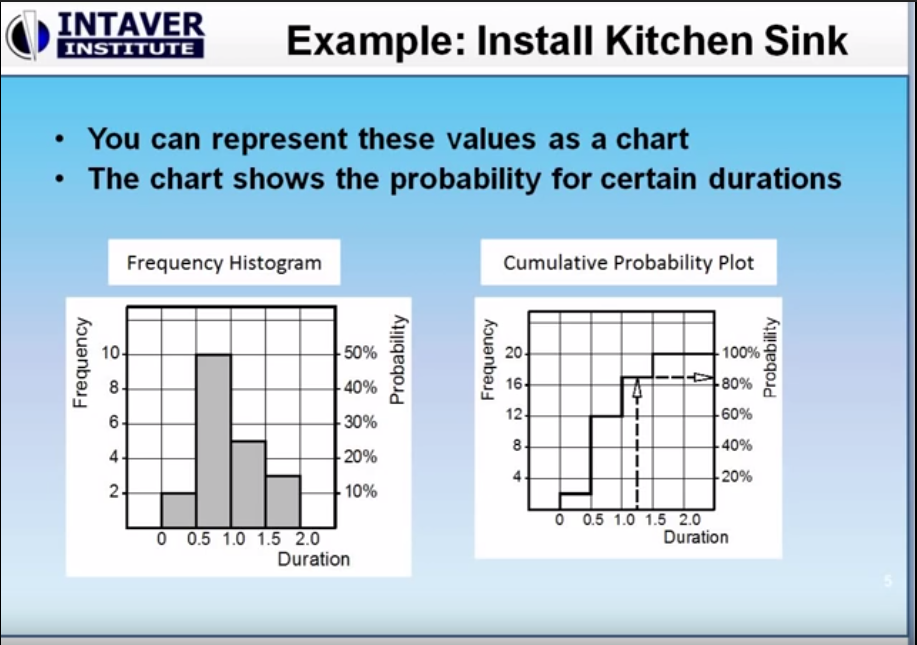 INTAVER
INSTITUTE
Example: Install Kitchen Sink
• You can represent these values as a chart
• The chart shows the probability for certain durations
Frequency Histogram
Frequency
10
8
6
4
2
50%
40%
30%
20%
10%
Probability
0 0.5 1.0 1.5 2.0
Duration
Cumulative Probability Plot
Frequency
20
16
12
8
4
100%
80%
60%
40%
20%
Probability
0 0.5 1.0 1.5 2.0
Duration
5